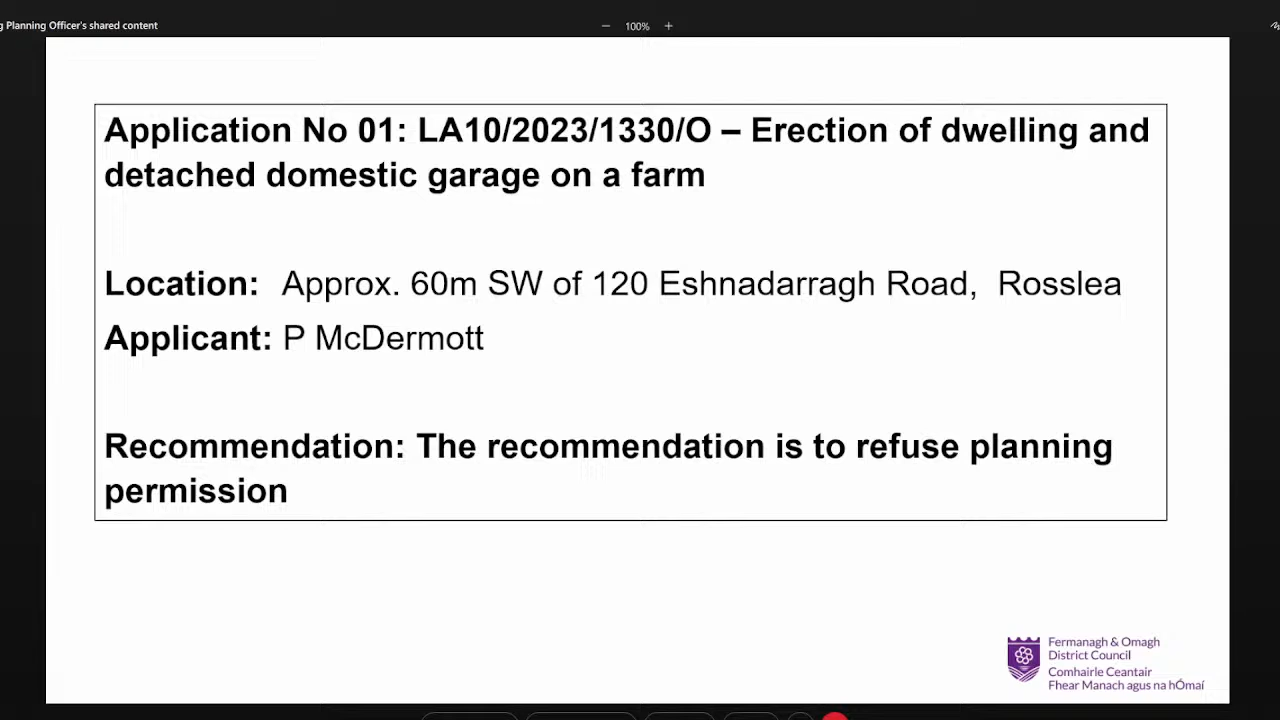 Planning Officer's shared content
100%
Application No 01: LA10/2023/1330/O – Erection of dwelling and
detached domestic garage on a farm
Location: Approx. 60m SW of 120 Eshnadarragh Road, Rosslea
Applicant: P McDermott
Recommendation: The recommendation is to refuse planning
permission
Fermanagh & Omagh
District Council
Comhairle Ceantair
Fhear Manach agus na hÓmaí